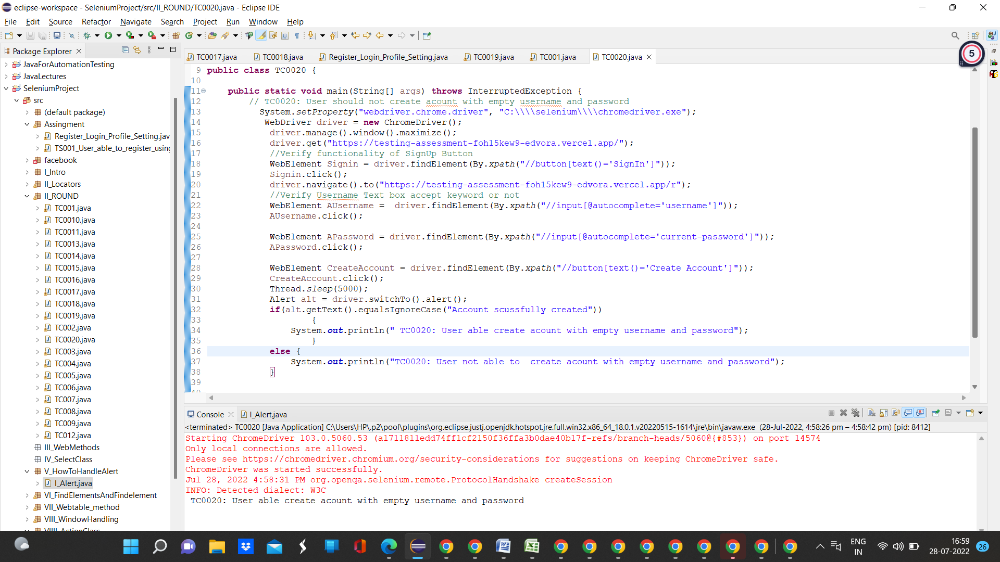 eclipse-workspace - SeleniumProject/src/II_ROUND/TC0020.java - Eclipse IDE
File Edit Source Refactor Navigate Search Project Run Window Help
Package Explorer
JavaForAutomationTesting
JavaLectures
SeleniumProject
src
(default package)
Assingment
Register_Login_Profile_Setting.jav
TS001_User_able_to_register_using
facebook
I_Intro
II_Locators
II_ROUND
TC001.java
TC0010.java
TC0011.java
TC0013.java
TC0014.java
TC0015.java
TC0016.java
TC0017.java
TC0018.java
TC0019.java
TC002.java
TC0020.java
TC003.java
TC004.java
TC005.java
TC006.java
TC007.java
TC008.java
TC009.java
TC012.java
III_WebMethods
IV_SelectClass
V_HowToHandleAlert
I_Alert.java
VI_FindElementsAndFindelement
VII_Webtable_method
VIII_WindowHandling
VIIII_ActionClass
TC0017.java TC0018.java Register_Login_Profile_Setting.java TC0019.java TC001.java TC0020.java
5
9 public class TC0020 {
10
11 public static void main(String[] args) throws InterruptedException {
12 // TC0020: User should not create acount with empty username and password
13 System.setProperty("webdriver.chrome.driver", "C:\\\\selenium\\\\chromedriver.exe");
14 WebDriver driver = new ChromeDriver();
15 driver.manage().window().maximize();
16 driver.get("https://testing-assessment-foh15kew9-edvora.vercel.app/");
17 //Verify functionality of SignUp Button
18 WebElement Signin = driver.findElement(By.xpath("//button[text()='SignIn']"));
19 Signin.click();
20 driver.navigate().to("https://testing-assessment-foh15kew9-edvora.vercel.app/r");
21 //Verify Username Text box accept keyword or not
22 WebElement AUsername =  driver.findElement(By.xpath("//input[@autocomplete='username']"));
23 AUsername.click();
24
25 WebElement APassword = driver.findElement(By.xpath("//input[@autocomplete='current-password']"));
26 APassword.click();
27
28 WebElement CreateAccount = driver.findElement(By.xpath("//button[text()='Create Account']"));
29 CreateAccount.click();
30 Thread.sleep(5000);
31 Alert alt = driver.switchTo().alert();
32 if(alt.getText().equalsIgnoreCase("Account scussfully created"))
33 {
34 System.out.println(" TC0020: User able create acount with empty username and password");
35 }
36 else {
37 System.out.println("TC0020: User not able to  create acount with empty username and password");
38 }
39
40
Console I_Alert.java
<terminated> TC0020 [Java Application] C:\Users\HP\.p2\pool\plugins\org.eclipse.justj.openjdk.hotspot.jre.full.win32.x86_64_18.0.1.v20220515-1614\jre\bin\javaw.exe (28-Jul-2022, 4:58:26 pm – 4:58:42 pm) [pid: 8412]
Starting ChromeDriver 103.0.5060.53 (a1711811edd74ff1cf2150f36ffa3b0dae40b17f-refs/branch-heads/5060@{#853}) on port 14574
Only local connections are allowed.
Please see https://chromedriver.chromium.org/security-considerations for suggestions on keeping ChromeDriver safe.
ChromeDriver was started successfully.
Jul 28, 2022 4:58:31 PM org.openqa.selenium.remote.ProtocolHandshake createSession
INFO: Detected dialect: W3C
TC0020: User able create acount with empty username and password
ENG
IN
16:59
28-07-2022
26